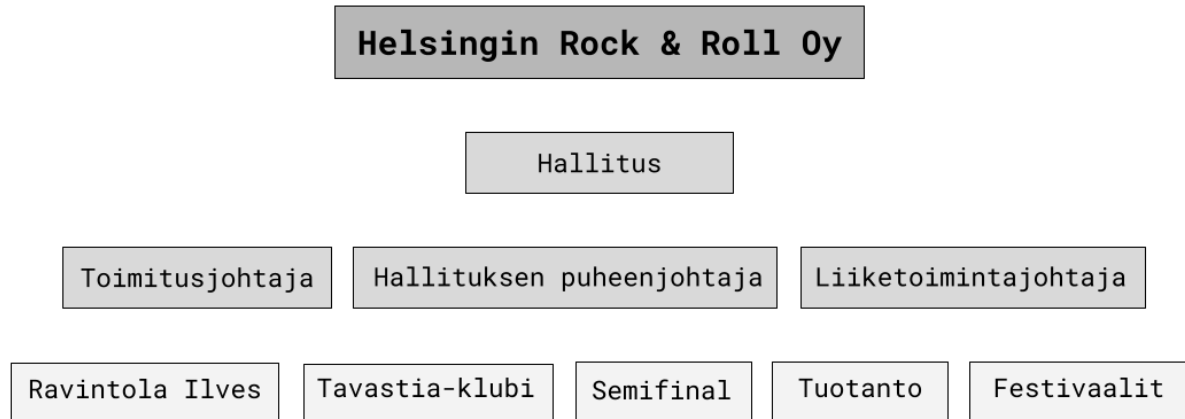 Helsingin Rock & Roll Oy
Hallitus
Toimitusjohtaja
Hallituksen puheenjohtaja
Liiketoimintajohtaja
Ravintola Ilves
Tavastia-klubi
Semifinal
Tuotanto
Festivaalit